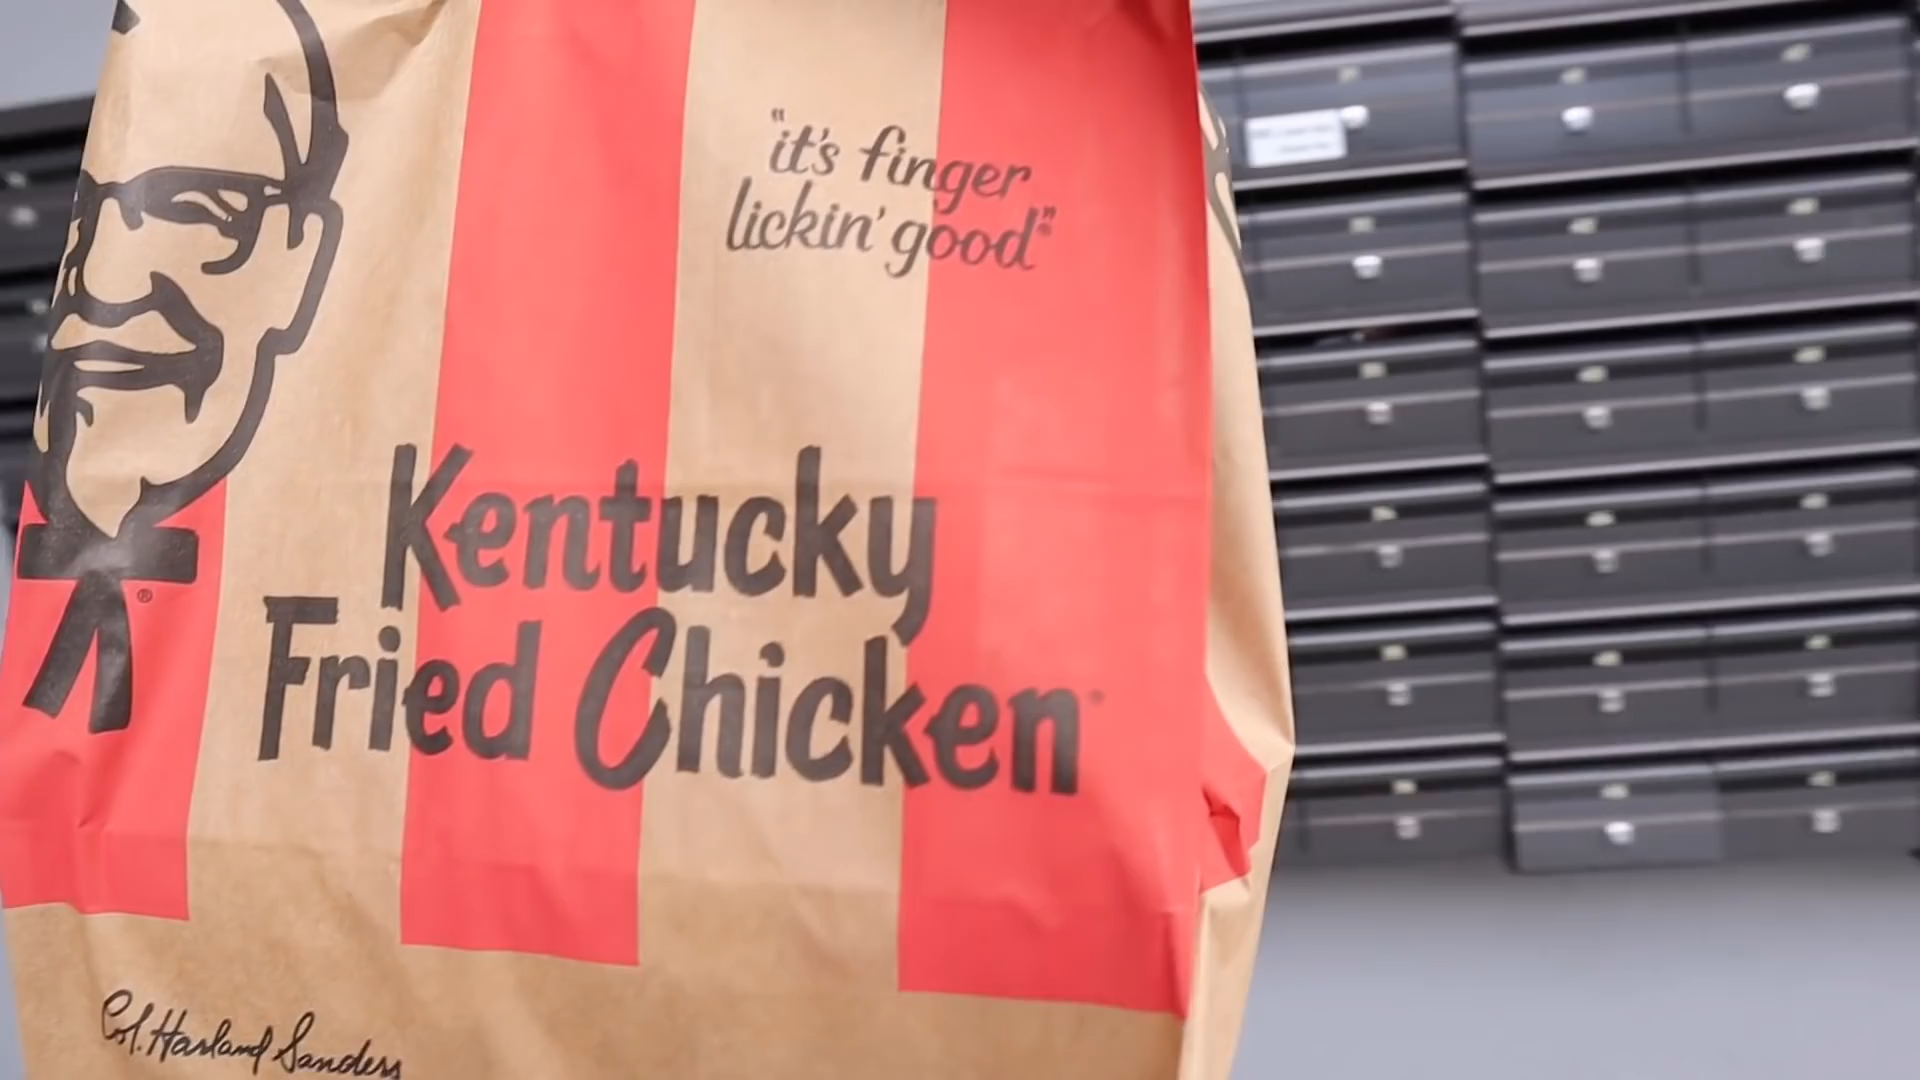 "it's finger
lickin' good"
Kentucky
Fried Chicken
®
Col. Harland Sanders